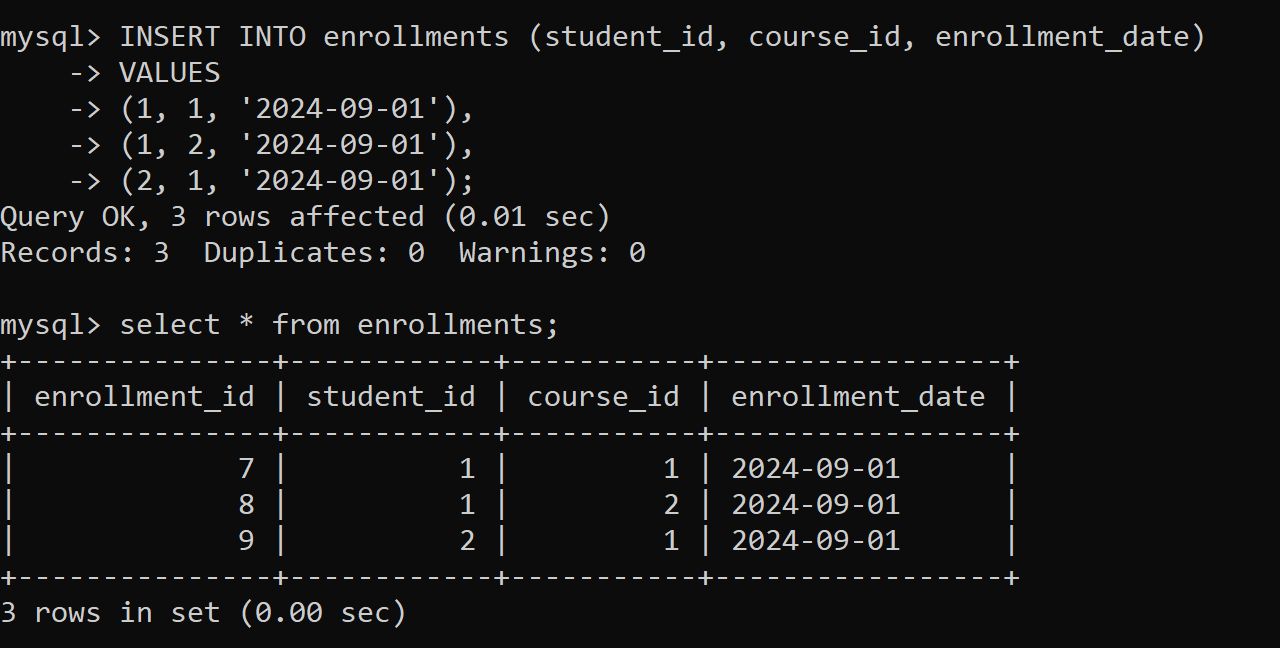 mysql> INSERT INTO enrollments (student_id, course_id, enrollment_date)
    -> VALUES
    -> (1, 1, '2024-09-01'),
    -> (1, 2, '2024-09-01'),
    -> (2, 1, '2024-09-01');
Query OK, 3 rows affected (0.01 sec)
Records: 3  Duplicates: 0  Warnings: 0

mysql> select * from enrollments;
+---------------+------------+-----------+-----------------+
| enrollment_id | student_id | course_id | enrollment_date |
+---------------+------------+-----------+-----------------+
|             7 |          1 |         1 | 2024-09-01      |
|             8 |          1 |         2 | 2024-09-01      |
|             9 |          2 |         1 | 2024-09-01      |
+---------------+------------+-----------+-----------------+
3 rows in set (0.00 sec)